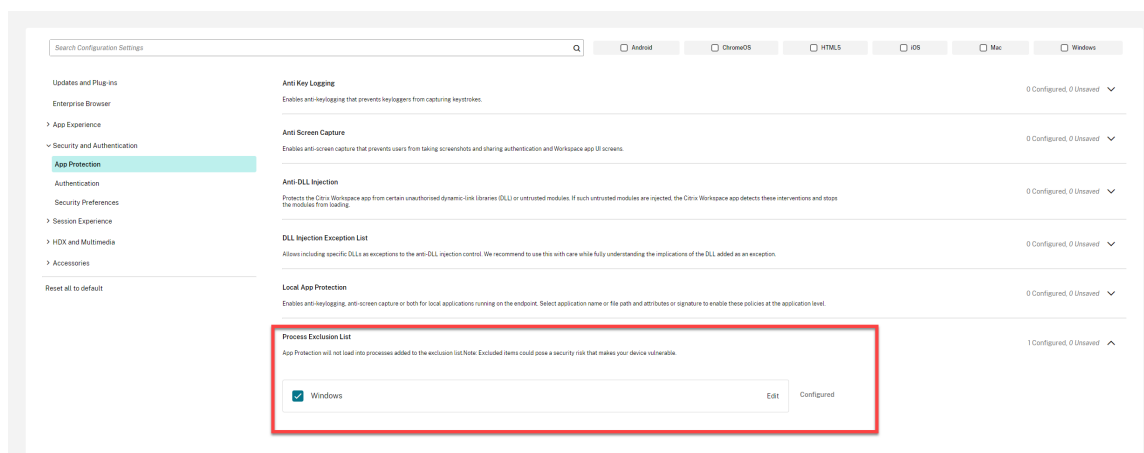 Search Configuration Settings
Android
ChromeOS
HTML5
iOS
Mac
Windows
Updates and Plug-ins
Enterprise Browser
App Experience
Security and Authentication
App Protection
Authentication
Security Preferences
Session Experience
HDX and Multimedia
Accessories
Reset all to default
Anti Key Logging
Enables anti-keylogging that prevents keyloggers from capturing keystrokes.
0 Configured, 0 Unsaved
Anti Screen Capture
Enables anti-screen capture that prevents users from taking screenshots and sharing authentication and Workspace app UI screens.
0 Configured, 0 Unsaved
Anti-DLL Injection
Protects the Citrix Workspace app from certain unauthorised dynamic-link libraries (DLL) or untrusted modules. If such untrusted modules are injected, the Citrix Workspace app detects these interventions and stops
the modules from loading.
0 Configured, 0 Unsaved
DLL Injection Exception List
Allows including specific DLLs as exceptions to the anti-DLL injection control. We recommend to use this with care while fully understanding the implications of the DLL added as an exception.
0 Configured, 0 Unsaved
Local App Protection
Enables anti-keylogging, anti-screen capture or both for local applications running on the endpoint. Select application name or file path and attributes or signature to enable these policies at the application level.
0 Configured, 0 Unsaved
Process Exclusion List
App Protection will not load into processes added to the exclusion list.Note: Excluded items could pose a security risk that makes your device vulnerable.
1 Configured, 0 Unsaved
Windows
Edit
Configured